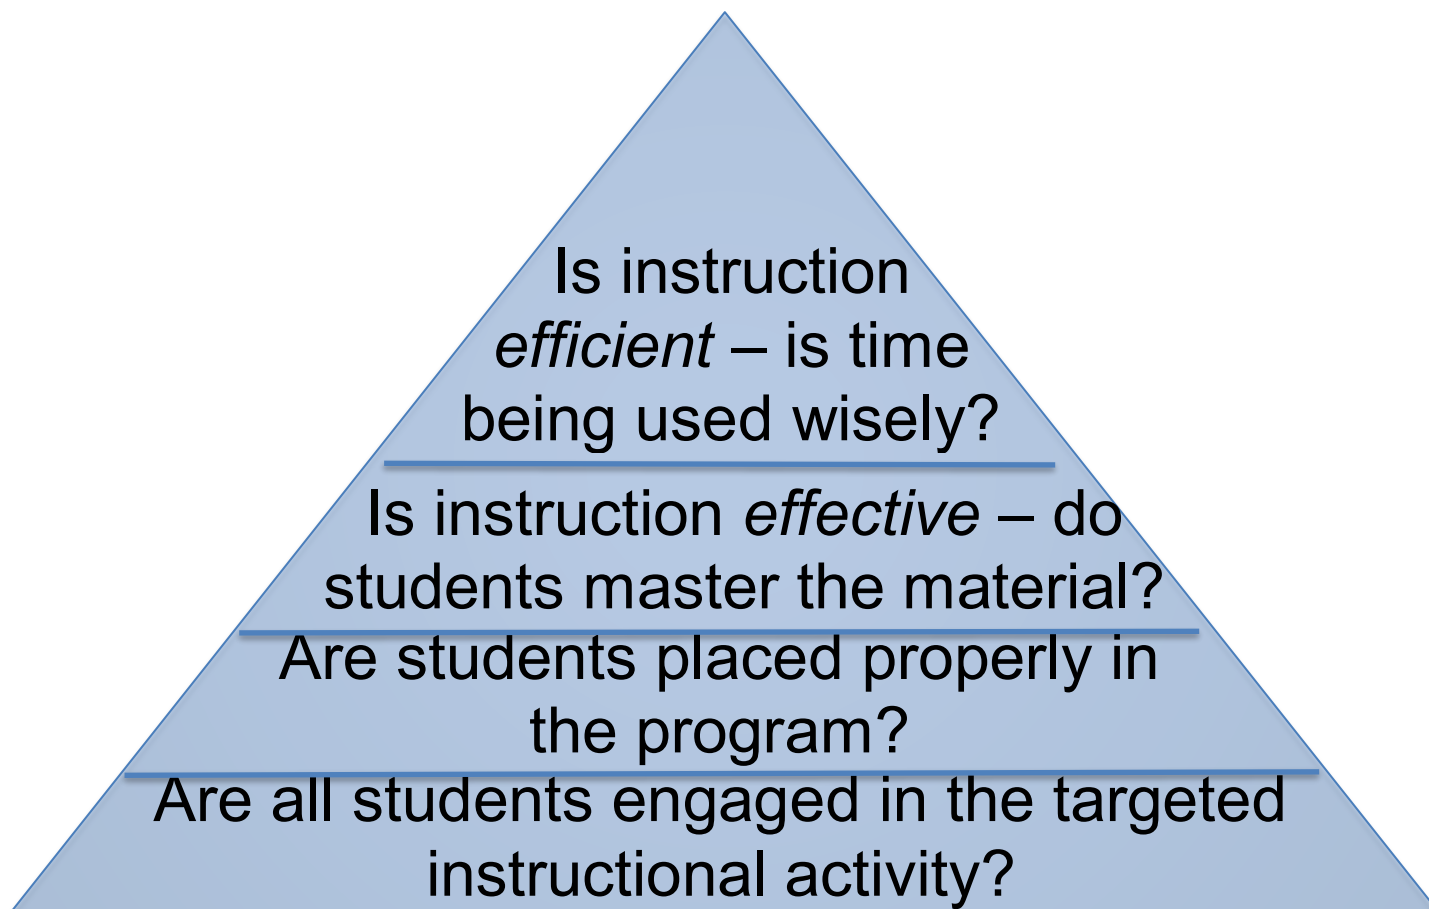 Is instruction
efficient – is time
being used wisely?
Is instruction effective – do
students master the material?
Are students placed properly in
the program?
Are all students engaged in the targeted
instructional activity?